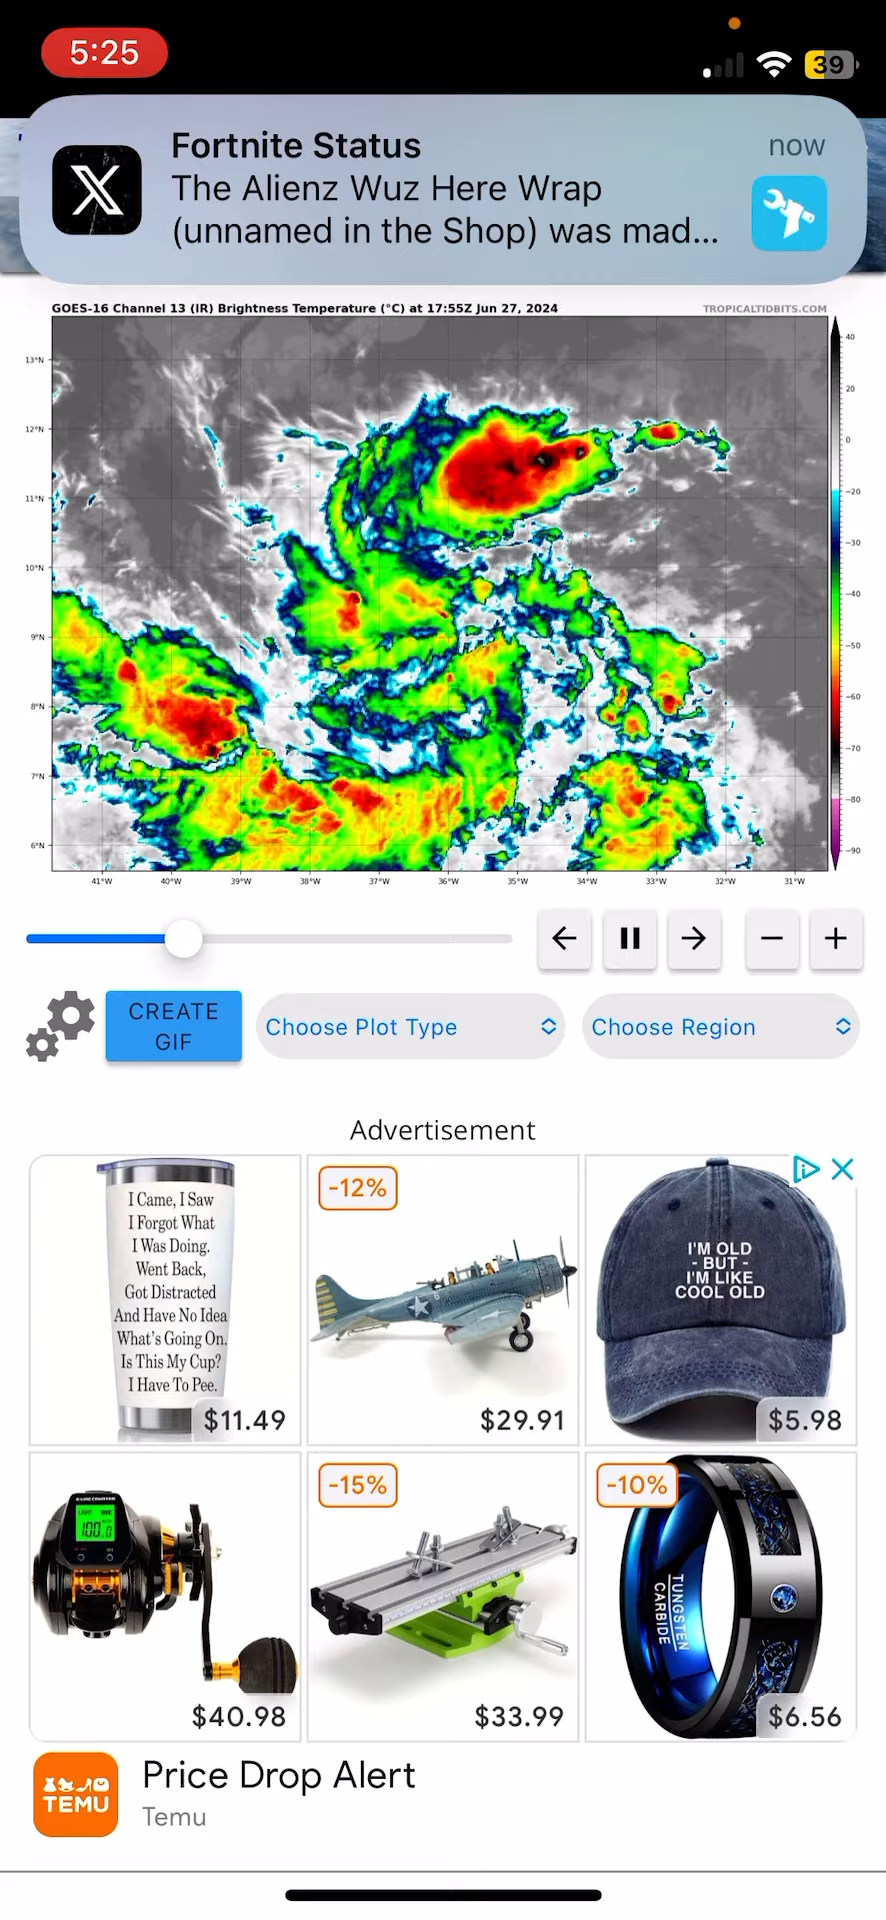 5:25
39
Fortnite Status
now
The Alienz Wuz Here Wrap
(unnamed in the Shop) was mad...
GOES-16 Channel 13 (IR) Brightness Temperature (°C) at 17:55Z Jun 27, 2024
TROPICALTIDBITS.COM
13°N
12°N
11°N
10°N
9°N
8°N
7°N
6°N
40
20
0
−20
−30
−40
−50
−60
−70
−80
−90
41°W
40°W
39°W
38°W
37°W
36°W
35°W
34°W
33°W
32°W
31°W
CREATE
GIF
Choose Plot Type
Choose Region
Advertisement
I Came, I Saw
I Forgot What
I Was Doing.
Went Back,
Got Distracted
And Have No Idea
What's Going On.
Is This My Cup?
I Have To Pee.
$11.49
-12%
$29.91
I'M OLD
- BUT -
I'M LIKE
COOL OLD
$5.98
100.0
$40.98
-15%
$33.99
-10%
TUNGSTEN
CARBIDE
$6.56
TEMU
Price Drop Alert
Temu